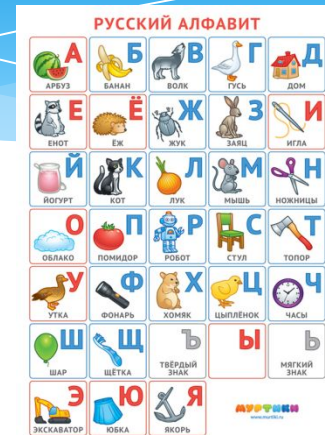 РУССКИЙ АЛФАВИТ
А Б В Г Д
АРБУЗ БАНАН ВОЛК ГУСЬ ДОМ
Е Ё Ж З И
ЕНОТ ЁЖ ЖУК ЗАЯЦ ИГЛА
Й К Л М Н
ЙОГУРТ КОТ ЛУК МЫШЬ НОЖНИЦЫ
О П Р С Т
ОБЛАКО ПОМИДОР РОБОТ СТУЛ ТОПОР
У Ф Х Ц Ч
УТКА ФОНАРЬ ХОМЯК ЦЫПЛЁНОК ЧАСЫ
Ш Щ Ъ Ы Ь
ШАР ЩЁТКА ТВЁРДЫЙ ЗНАК МЯГКИЙ ЗНАК
Э Ю Я
ЭКСКАВАТОР ЮБКА ЯКОРЬ
МУРТИКИ